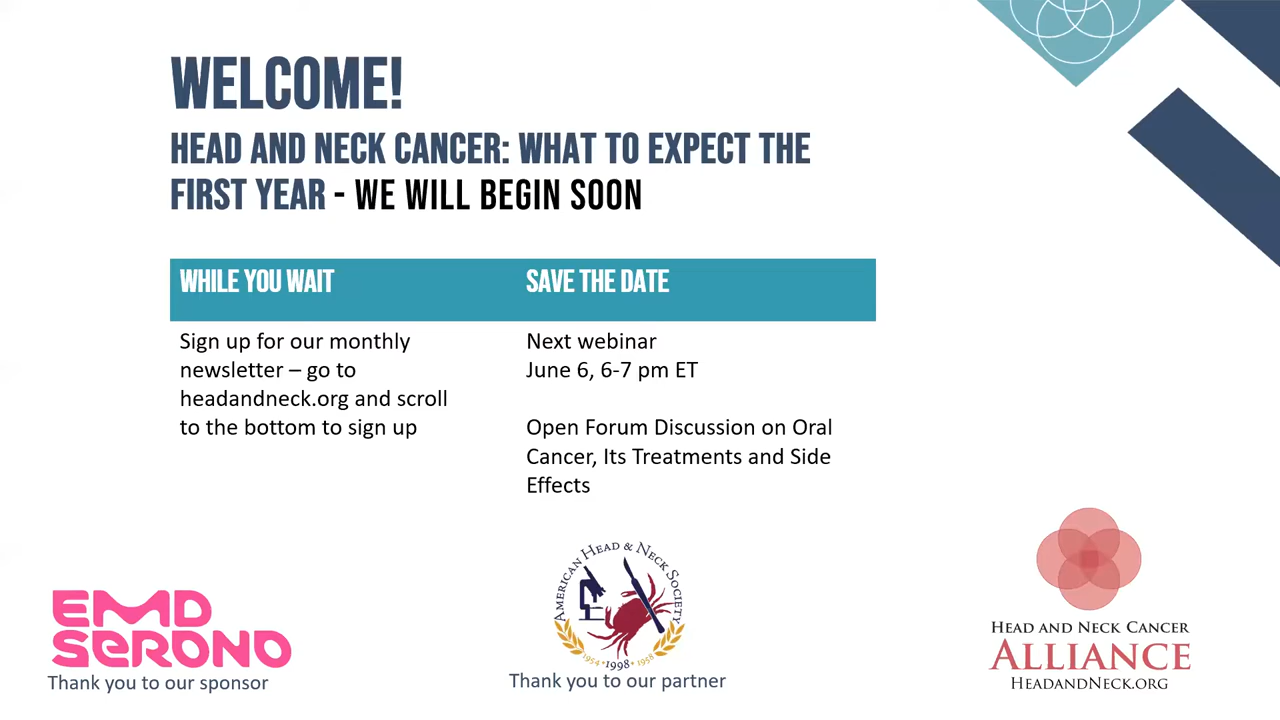 WELCOME!
HEAD AND NECK CANCER: WHAT TO EXPECT THE
FIRST YEAR - WE WILL BEGIN SOON
WHILE YOU WAIT
Sign up for our monthly
newsletter – go to
headandneck.org and scroll
to the bottom to sign up
SAVE THE DATE
Next webinar
June 6, 6-7 pm ET
Open Forum Discussion on Oral
Cancer, Its Treatments and Side
Effects
EMD
SERONO
Thank you to our sponsor
AMERICAN HEAD & NECK SOCIETY
1954 • 1998 • 1958
Thank you to our partner
HEAD AND NECK CANCER
ALLIANCE
HEADANDNECK.ORG